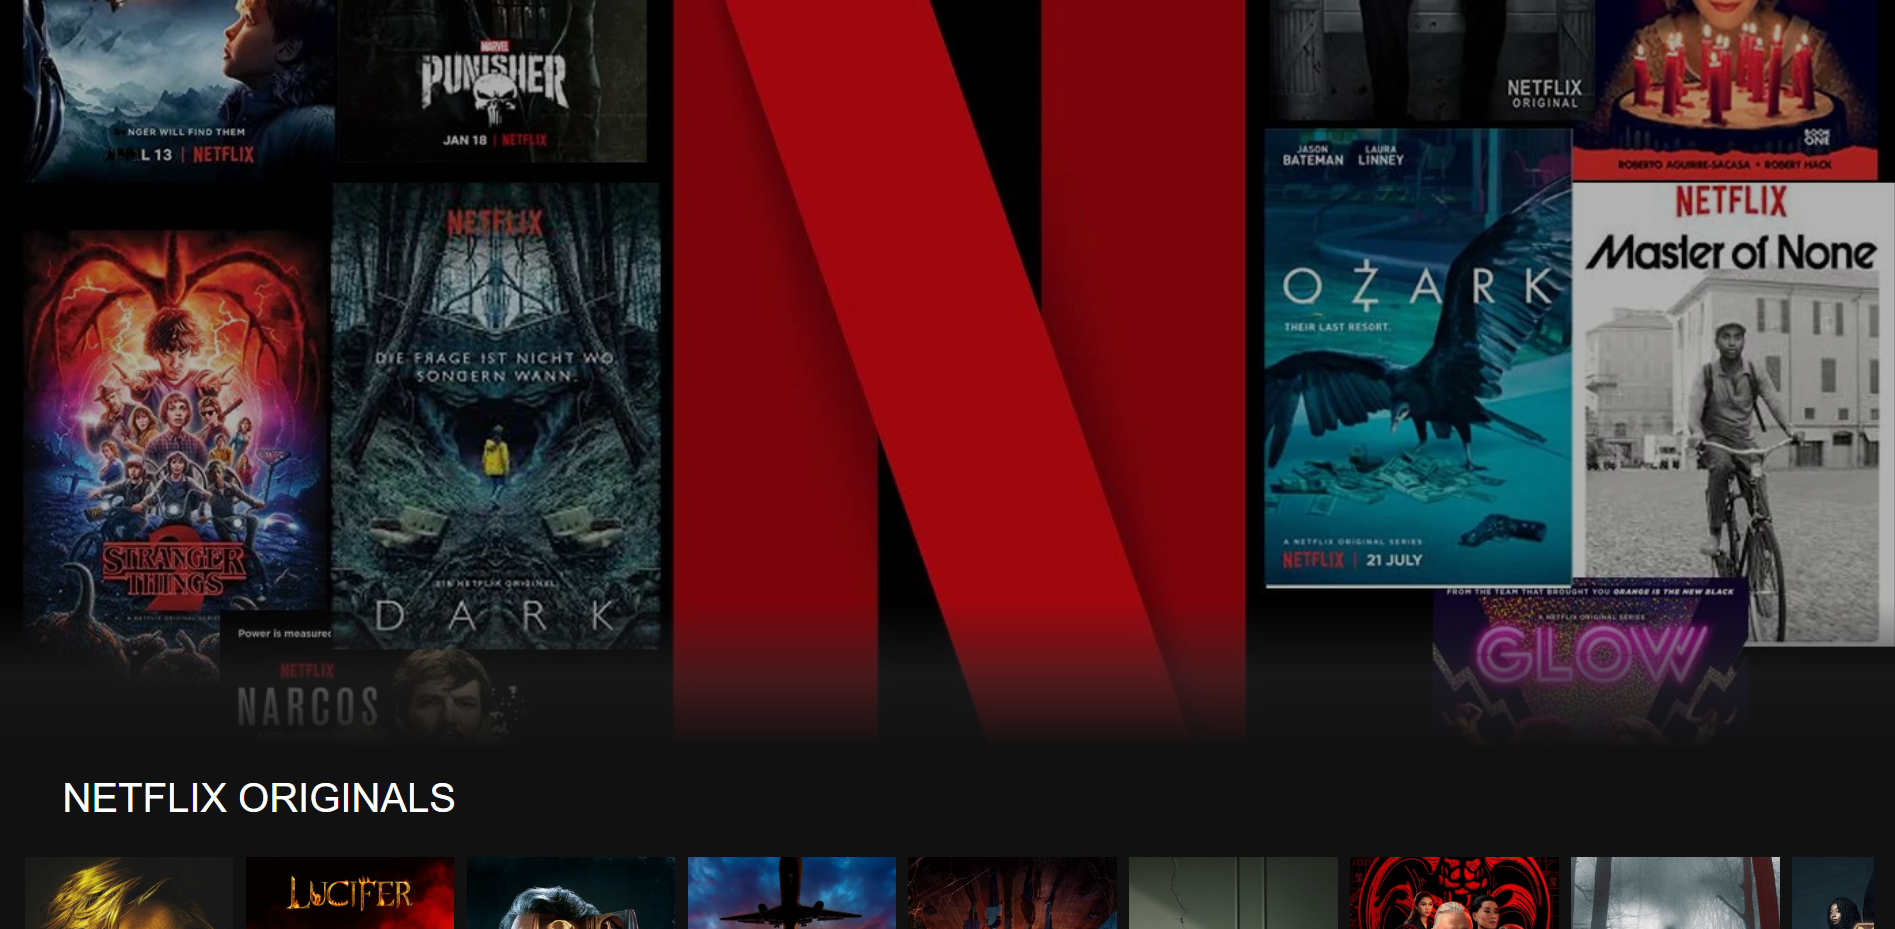 NGER WILL FIND THEM
L 13 | NETFLIX
MARVEL
PUNISHER
JAN 18 | NETFLIX
NETFLIX
ORIGINAL
BOOK
ONE
ROBERTO AGUIRRE-SACASA • ROBERT HACK
STRANGER
THINGS
2
A NETFLIX ORIGINAL SERIES
NETFLIX
DIE FRAGE IST NICHT WO,
SONDERN WANN.
EIN NETFLIX ORIGINAL
DARK
Power is measured
NETFLIX
NARCOS
JASON
BATEMAN
LAURA
LINNEY
OZARK
THEIR LAST RESORT.
A NETFLIX ORIGINAL SERIES
NETFLIX | 21 JULY
NETFLIX
Master of None
FROM THE TEAM THAT BROUGHT YOU ORANGE IS THE NEW BLACK
A NETFLIX ORIGINAL SERIES
GLOW
NETFLIX ORIGINALS
LUCIFER